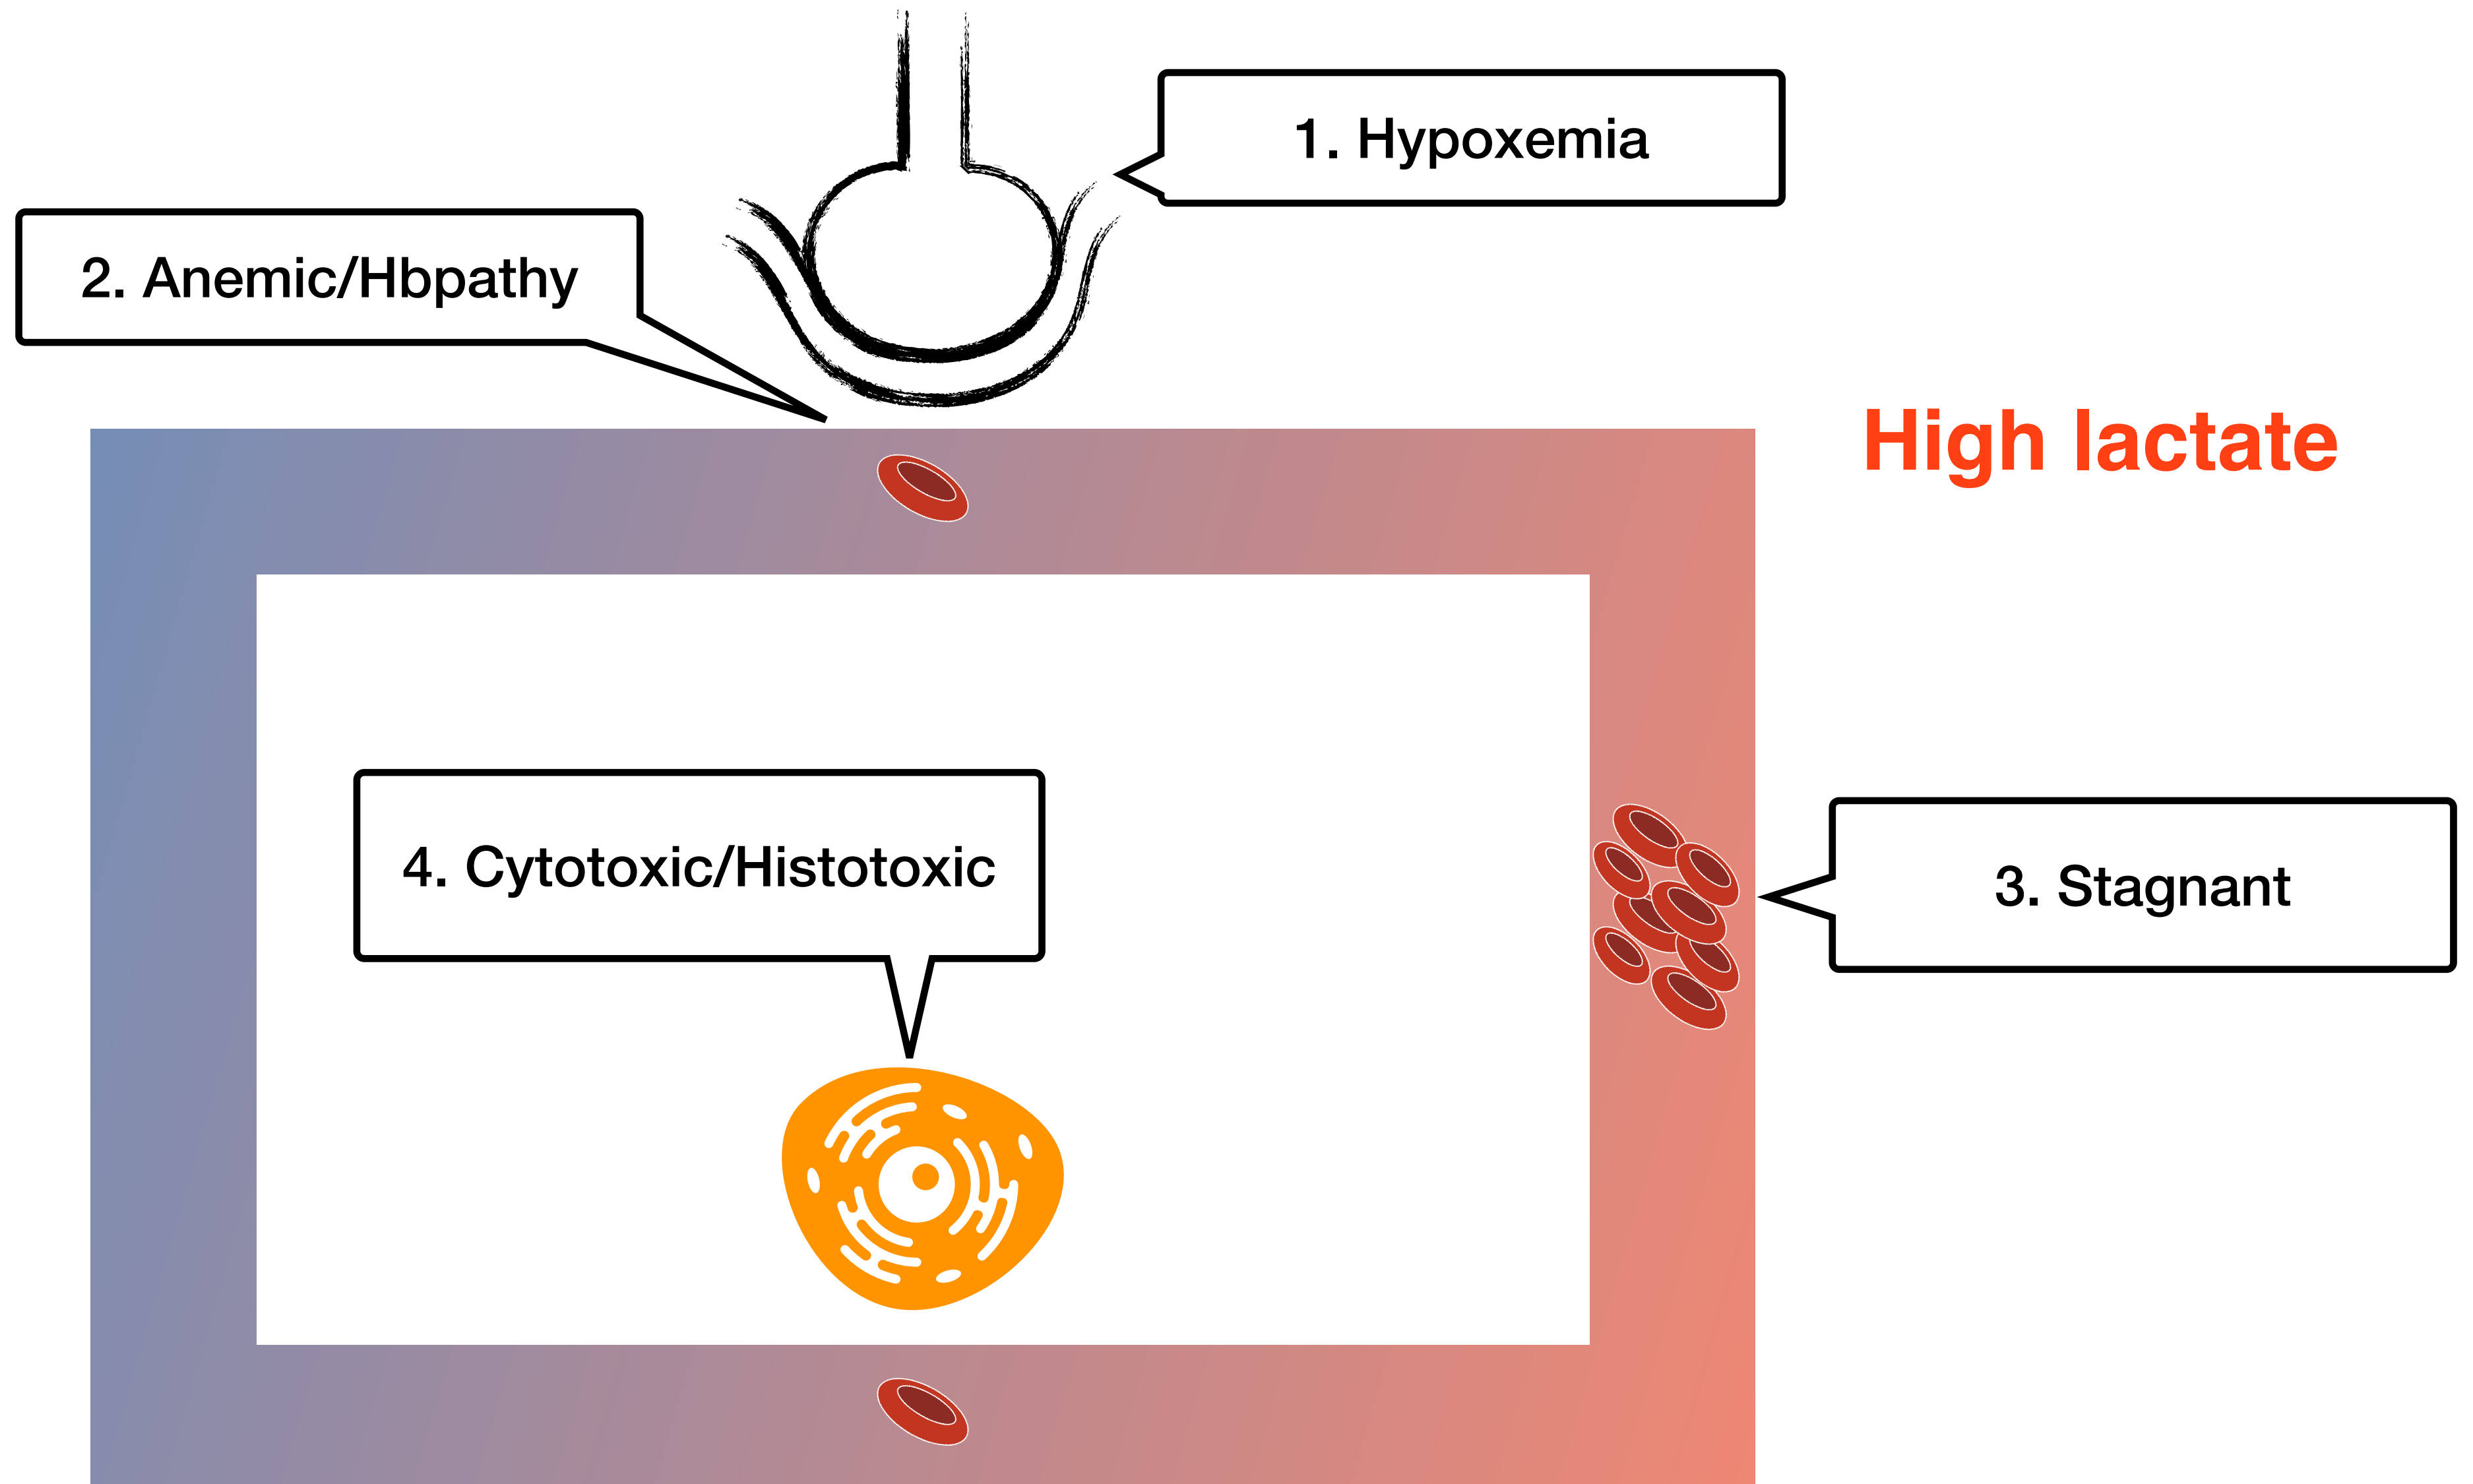 1. Hypoxemia
2. Anemic/Hbpathy
High lactate
4. Cytotoxic/Histotoxic
3. Stagnant